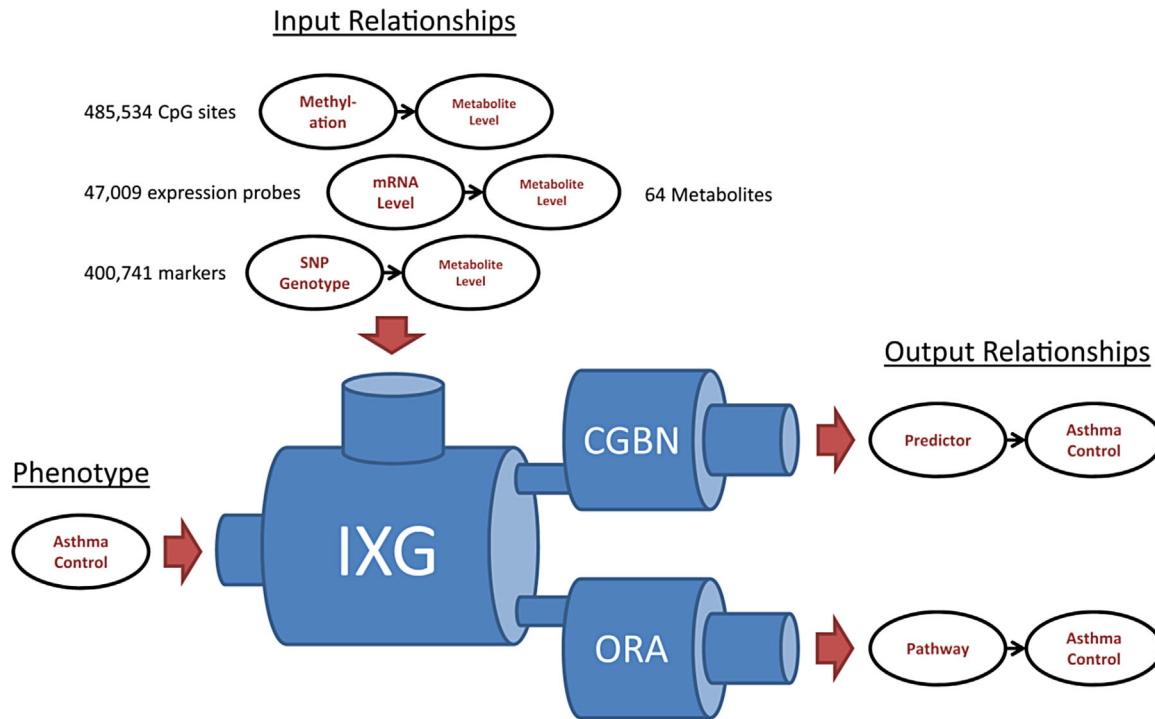 Input Relationships
485,534 CpG sites
Methyl-
ation
Metabolite
Level
47,009 expression probes
mRNA
Level
Metabolite
Level
64 Metabolites
400,741 markers
SNP
Genotype
Metabolite
Level
Output Relationships
CGBN
Predictor
Asthma
Control
Phenotype
Asthma
Control
IXG
ORA
Pathway
Asthma
Control